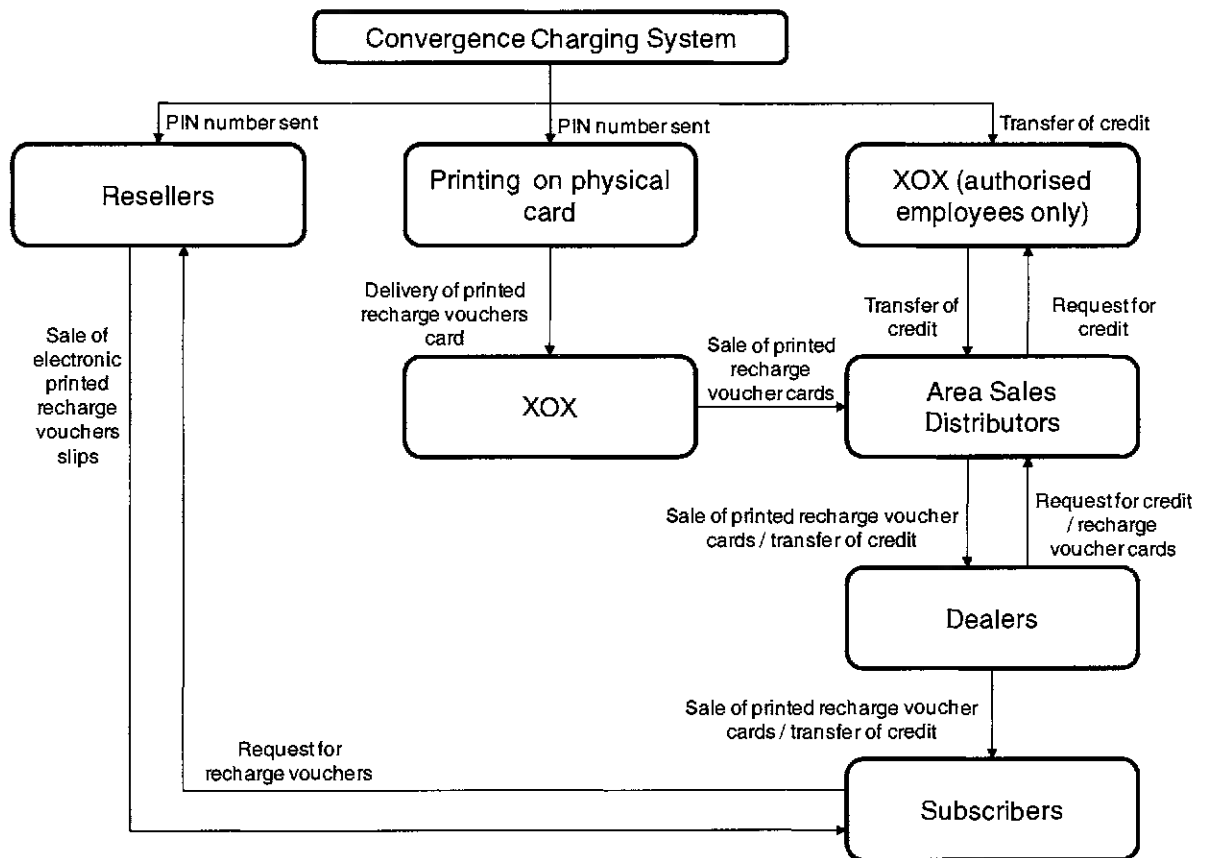 Convergence Charging System
PIN number sent
PIN number sent
Transfer of credit
Resellers
Printing on physical
card
XOX (authorised
employees only)
Delivery of printed
recharge vouchers
card
Transfer of
credit
Request for
credit
Sale of
electronic
printed
recharge
vouchers
slips
XOX
Sale of printed
recharge
voucher cards
Area Sales
Distributors
Sale of printed recharge voucher
cards / transfer of credit
Request for credit
/ recharge
voucher cards
Dealers
Sale of printed recharge voucher
cards / transfer of credit
Request for
recharge vouchers
Subscribers